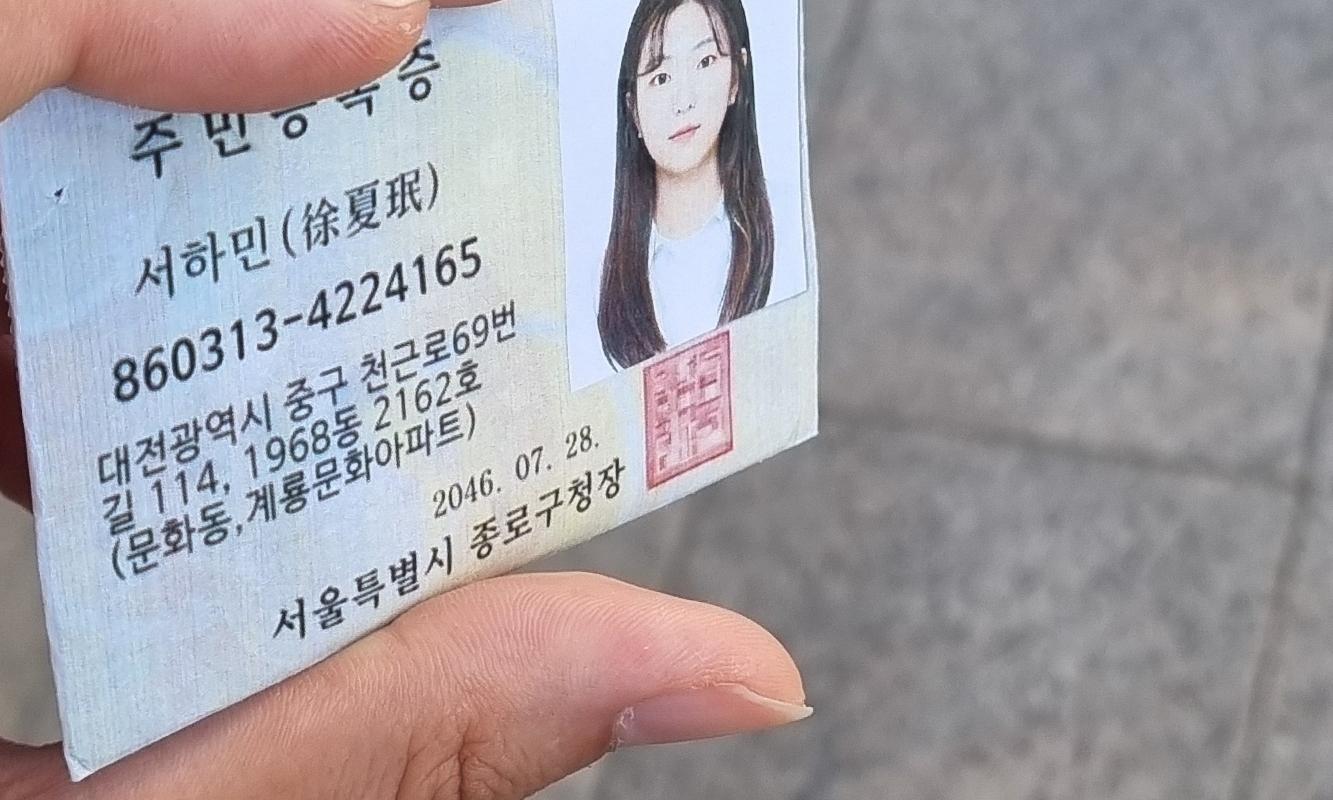 주민등록증
서하민(徐夏珉)
860313-4224165
대전광역시 중구 천근로69번
길 114, 1968동 2162호
(문화동,계룡문화아파트)
2046. 07. 28.
서울특별시 종로구청장